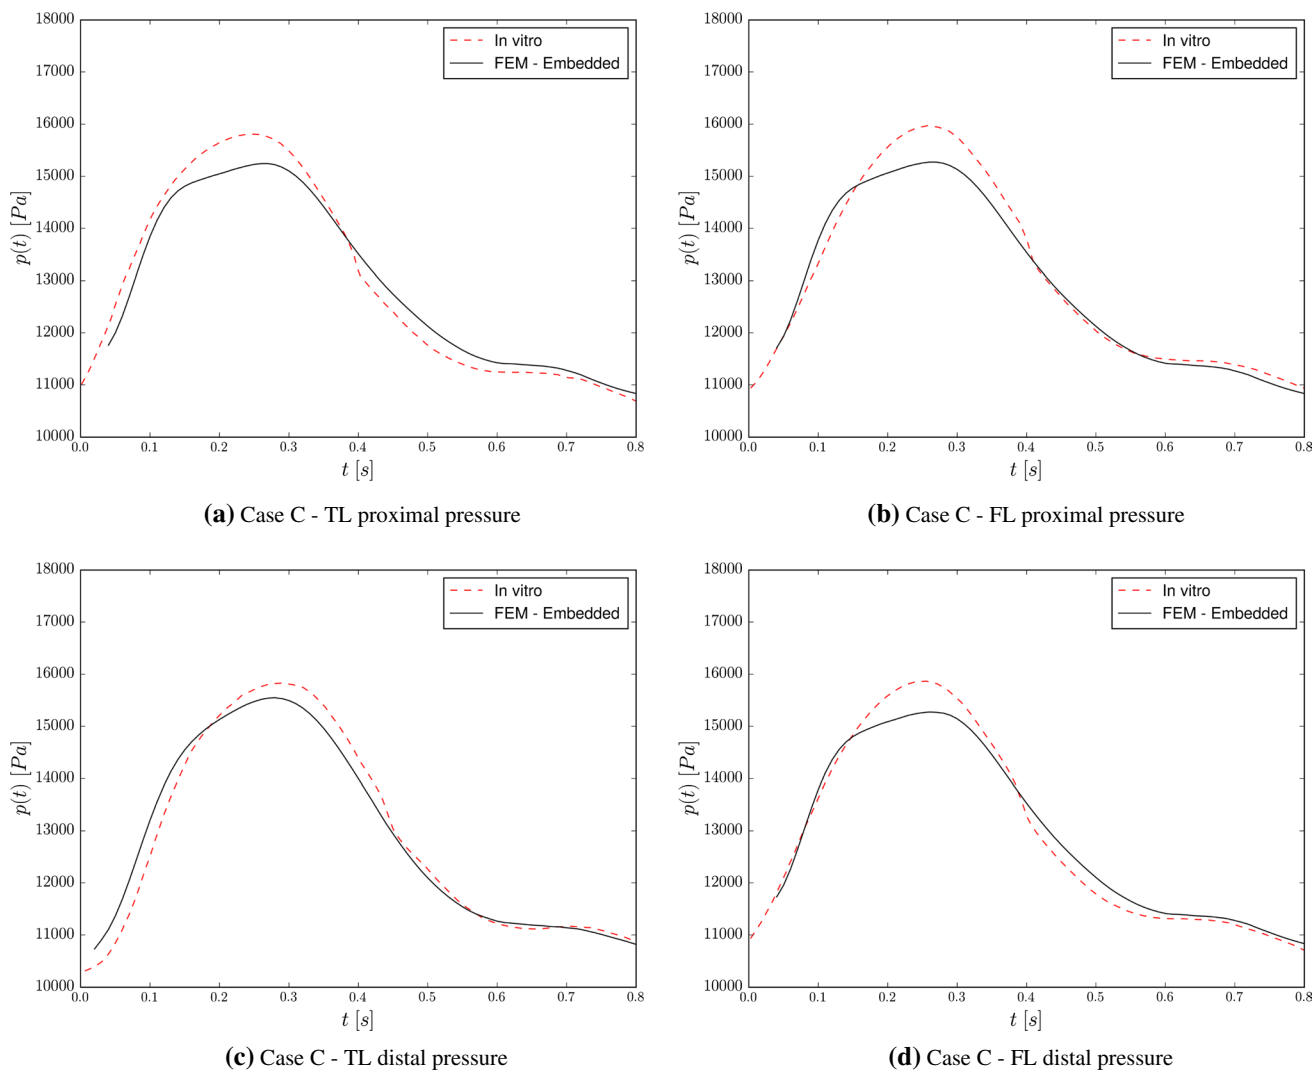 18000
17000
16000
15000
14000
13000
12000
11000
10000
p(t) [Pa]
In vitro
FEM - Embedded
0.0 0.1 0.2 0.3 0.4 0.5 0.6 0.7 0.8
t [s]
(a) Case C - TL proximal pressure
18000
17000
16000
15000
14000
13000
12000
11000
10000
p(t) [Pa]
In vitro
FEM - Embedded
0.0 0.1 0.2 0.3 0.4 0.5 0.6 0.7 0.8
t [s]
(b) Case C - FL proximal pressure
18000
17000
16000
15000
14000
13000
12000
11000
10000
p(t) [Pa]
In vitro
FEM - Embedded
0.0 0.1 0.2 0.3 0.4 0.5 0.6 0.7 0.8
t [s]
(c) Case C - TL distal pressure
18000
17000
16000
15000
14000
13000
12000
11000
10000
p(t) [Pa]
In vitro
FEM - Embedded
0.0 0.1 0.2 0.3 0.4 0.5 0.6 0.7 0.8
t [s]
(d) Case C - FL distal pressure